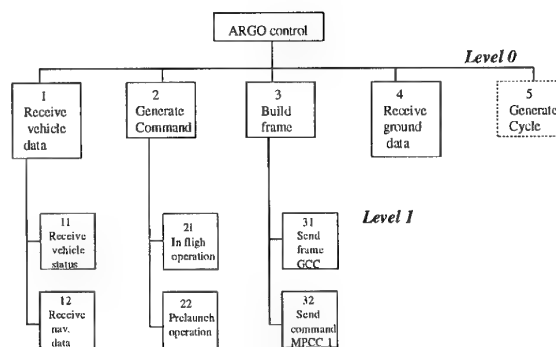 ARGO control
Level 0
1
Receive
vehicle
data
2
Generate
Command
3
Build
frame
4
Receive
ground
data
5
Generate
Cycle
Level 1
11
Receive
vehicle
status
12
Receive
nav.
data
21
In fligh
operation
22
Prelaunch
operation
31
Send
frame
GCC
32
Send
command
MPCC 1